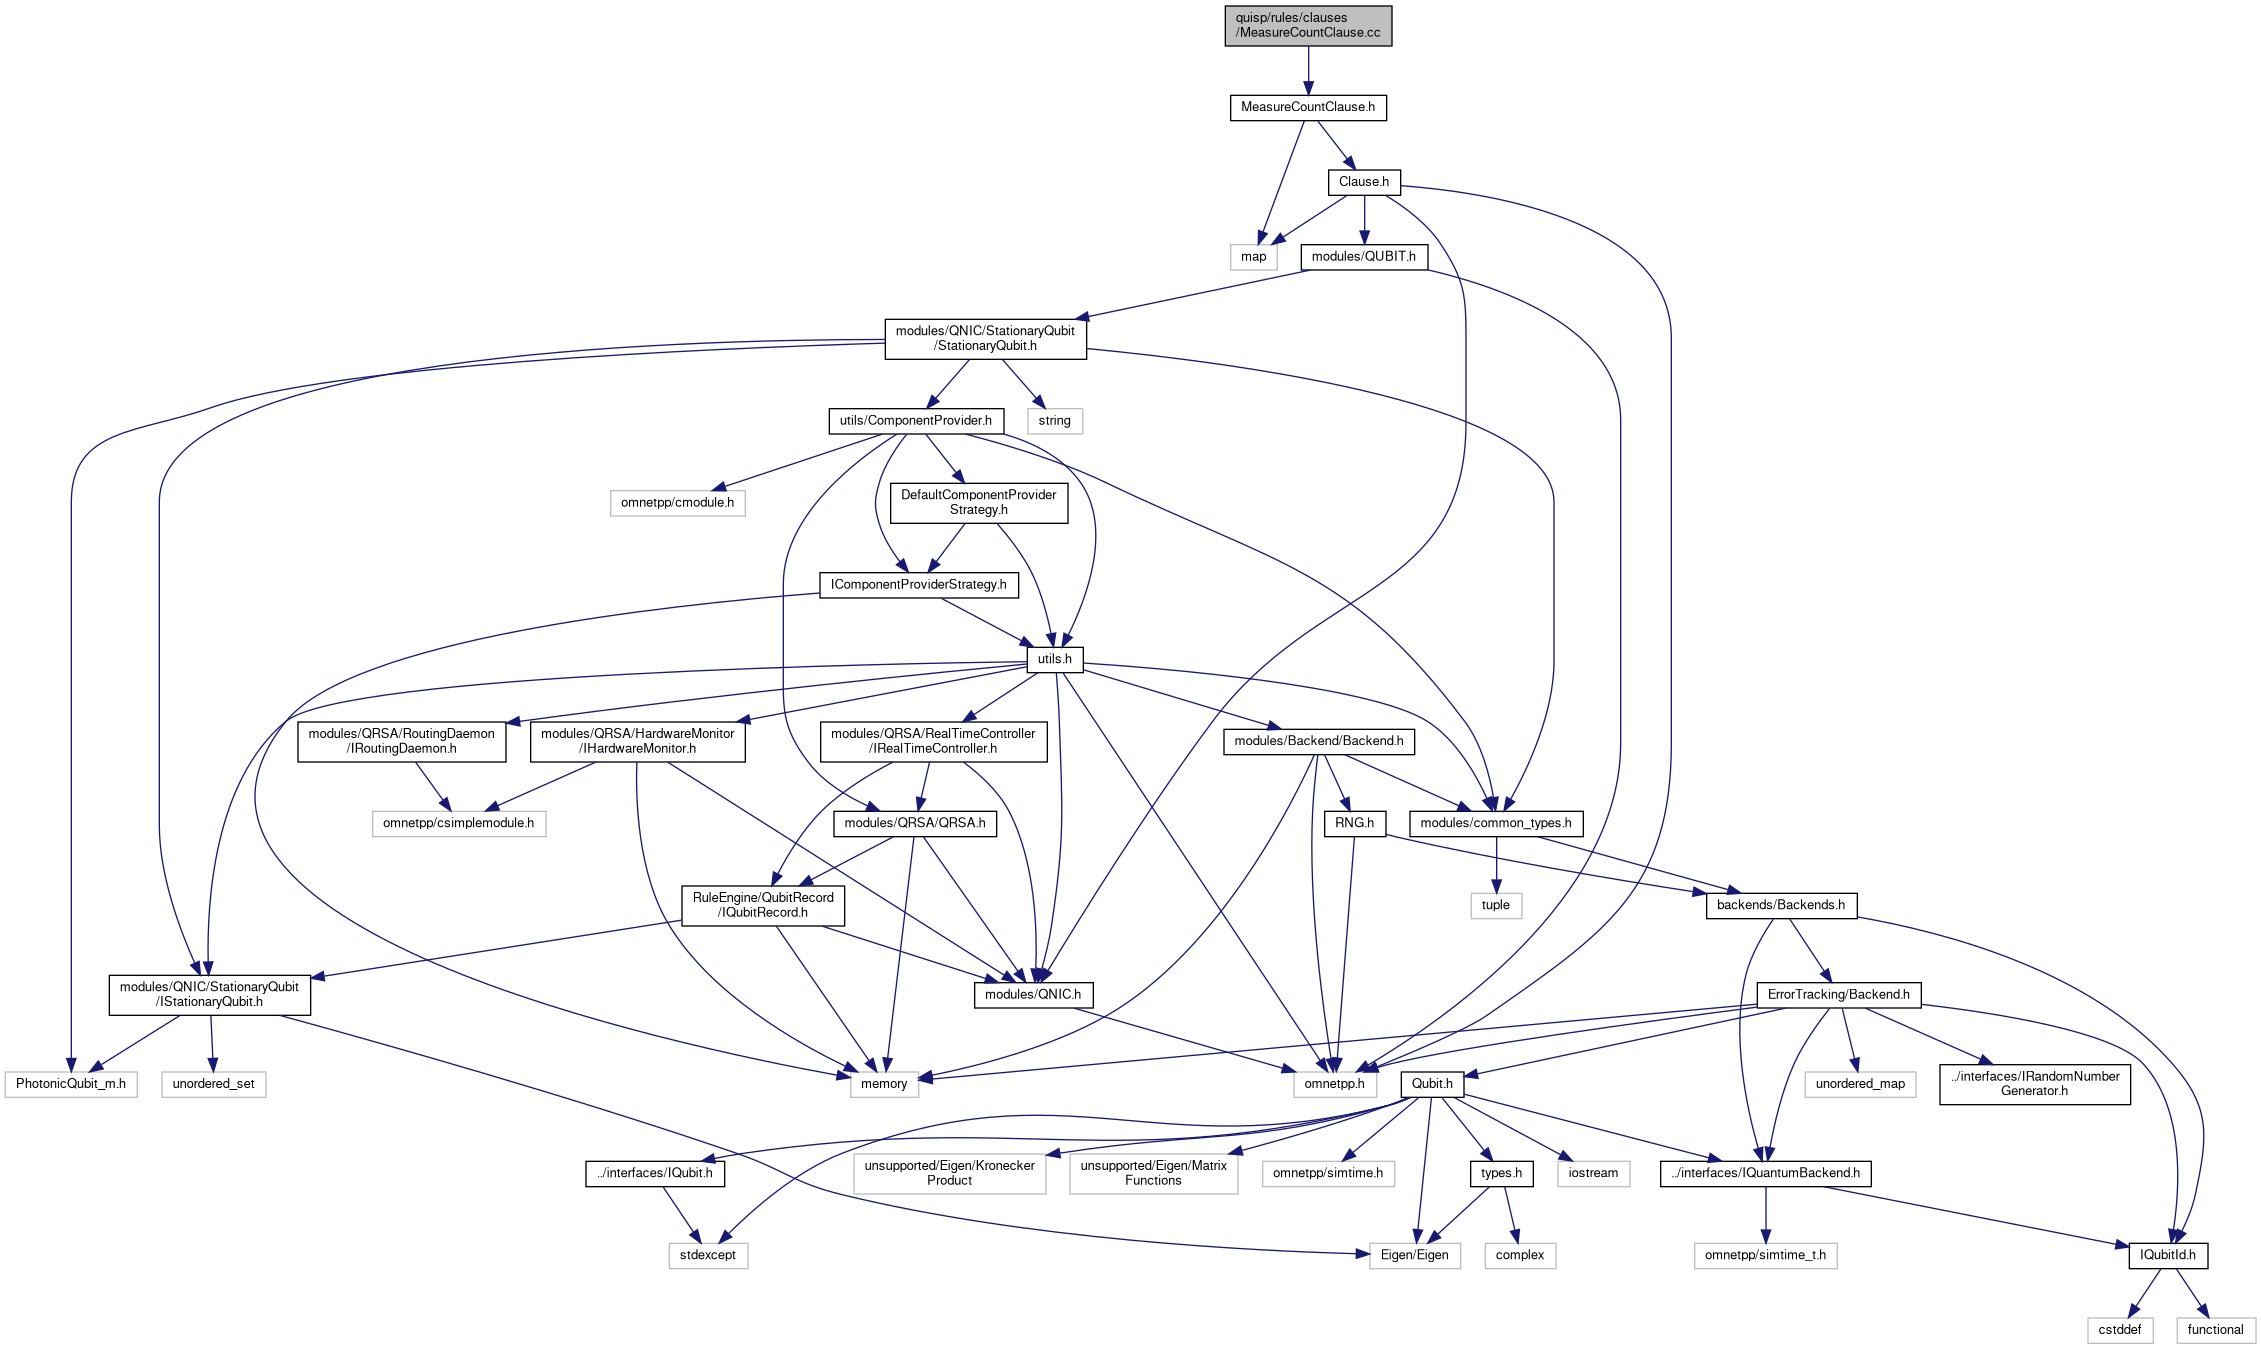 quisp/rules/clauses
/MeasureCountClause.cc
MeasureCountClause.h
Clause.h
map
modules/QUBIT.h
modules/QNIC/StationaryQubit
/StationaryQubit.h
utils/ComponentProvider.h
string
omnetpp/cmodule.h
DefaultComponentProvider
Strategy.h
IComponentProviderStrategy.h
utils.h
modules/QRSA/RoutingDaemon
/IRoutingDaemon.h
modules/QRSA/HardwareMonitor
/IHardwareMonitor.h
modules/QRSA/RealTimeController
/IRealTimeController.h
modules/Backend/Backend.h
omnetpp/csimplemodule.h
modules/QRSA/QRSA.h
RNG.h
modules/common_types.h
RuleEngine/QubitRecord
/IQubitRecord.h
tuple
backends/Backends.h
modules/QNIC/StationaryQubit
/IStationaryQubit.h
modules/QNIC.h
ErrorTracking/Backend.h
PhotonicQubit_m.h
unordered_set
memory
omnetpp.h
Qubit.h
unordered_map
../interfaces/IRandomNumber
Generator.h
../interfaces/IQubit.h
unsupported/Eigen/Kronecker
Product
unsupported/Eigen/Matrix
Functions
omnetpp/simtime.h
types.h
iostream
../interfaces/IQuantumBackend.h
stdexcept
Eigen/Eigen
complex
omnetpp/simtime_t.h
IQubitId.h
cstddef
functional